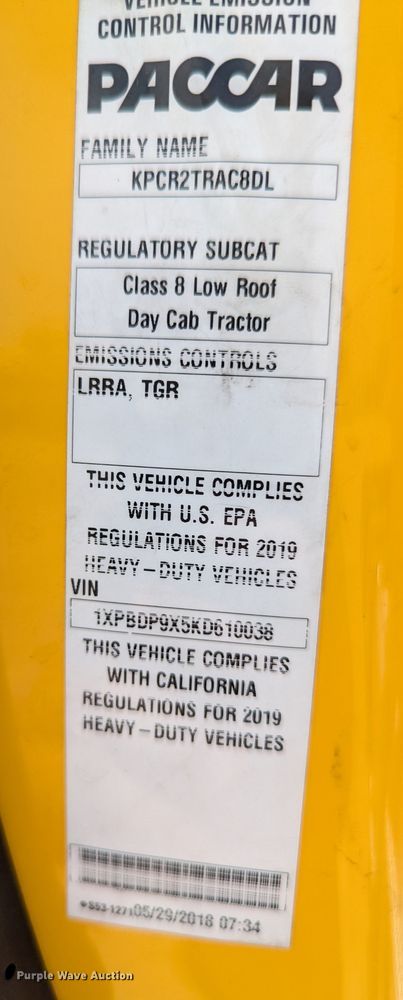 VEHICLE EMISSION
CONTROL INFORMATION
PACCAR
FAMILY NAME
KPCR2TRAC8DL
REGULATORY SUBCAT
Class 8 Low Roof
Day Cab Tractor
EMISSIONS CONTROLS
LRRA, TGR
THIS VEHICLE COMPLIES
WITH U.S. EPA
REGULATIONS FOR 2019
HEAVY-DUTY VEHICLES
VIN
1XPBDP9X5KD610038
THIS VEHICLE COMPLIES
WITH CALIFORNIA
REGULATIONS FOR 2019
HEAVY-DUTY VEHICLES
05/29/2018 07:34
Purple Wave Auction